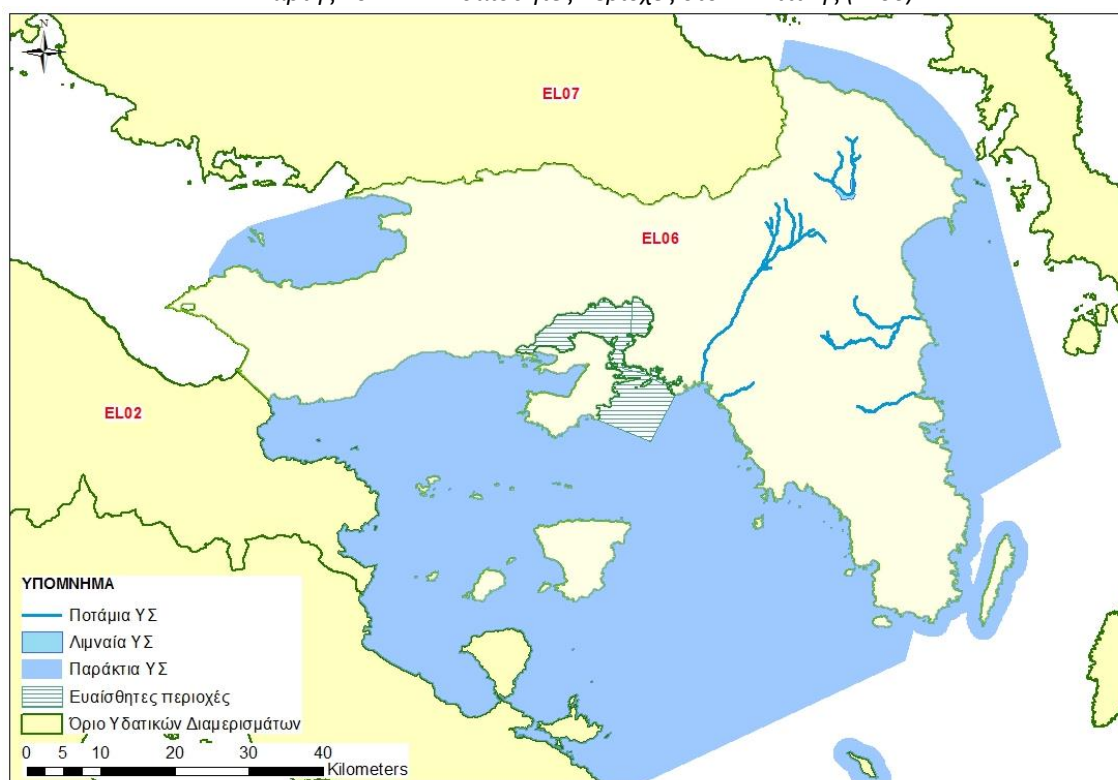 N
EL07
EL06
EL02
ΥΠΟΜΝΗΜΑ
Ποτάμια ΥΣ
Λιμναία ΥΣ
Παράκτια ΥΣ
Ευαίσθητες περιοχές
Όριο Υδατικών Διαμερισμάτων
0 5 10 20 30 40
Kilometers